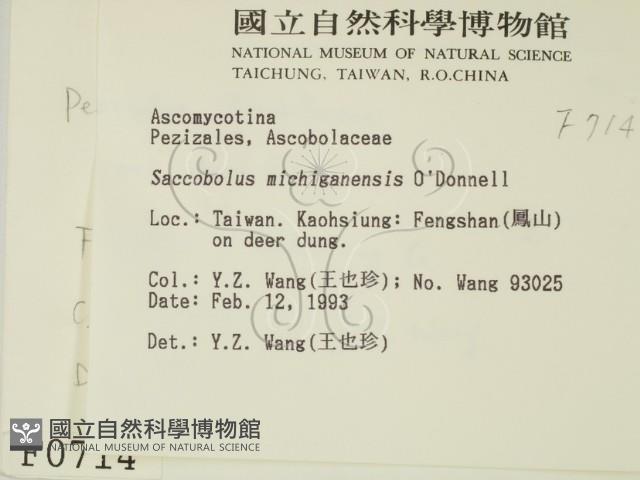 國立自然科學博物館
NATIONAL MUSEUM OF NATURAL SCIENCE
TAICHUNG, TAIWAN, R.O.CHINA
F714
Ascomycotina
Pezizales, Ascobolaceae
Saccobolus michiganensis O'Donnell
Loc.: Taiwan. Kaohsiung: Fengshan(鳳山)
on deer dung.
Col.: Y.Z. Wang(王也珍); No. Wang 93025
Date: Feb. 12, 1993
Det.: Y.Z. Wang(王也珍)
國立自然科學博物館
NATIONAL MUSEUM OF NATURAL SCIENCE
F0714